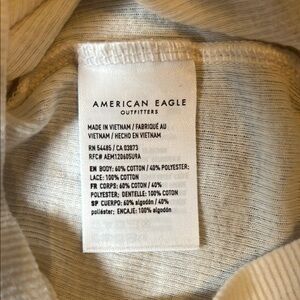 AMERICAN EAGLE
OUTFITTERS
MADE IN VIETNAM / FABRIQUÉ AU
VIETNAM / HECHO EN VIETNAM
RN 54485 / CA 03873
RFC# AEM120605U9A
EN BODY: 60% COTTON / 40% POLYESTER;
LACE: 100% COTTON
FR CORPS: 60% COTON / 40%
POLYESTER; DENTELLE: 100% COTON
SP CUERPO: 60% algodón / 40%
poliéster; ENCAJE: 100% algodón